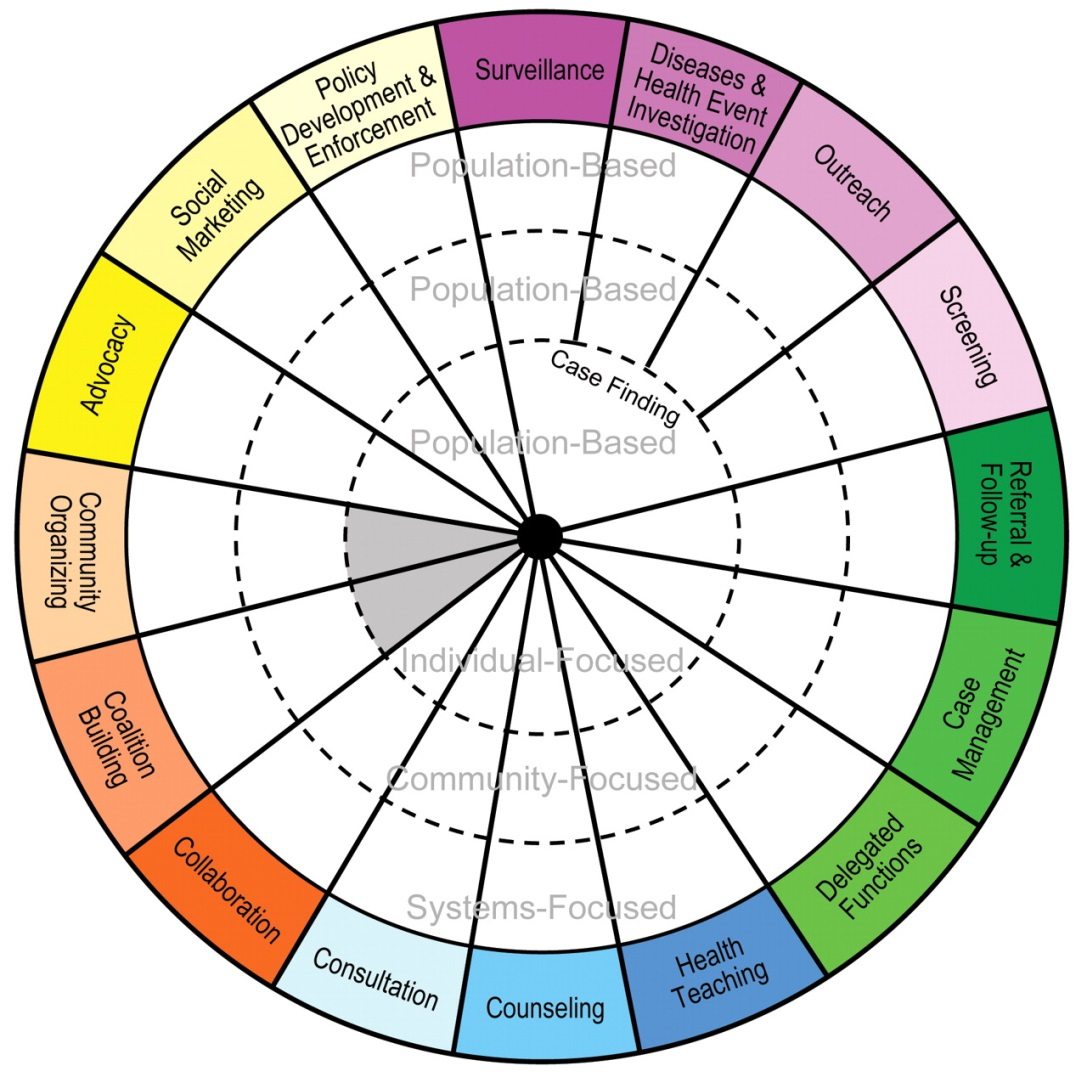 Surveillance
Diseases &
Health Event
Investigation
Outreach
Screening
Referral &
Follow-up
Case
Management
Delegated
Functions
Health
Teaching
Counseling
Consultation
Collaboration
Coalition
Building
Community
Organizing
Advocacy
Social
Marketing
Policy
Development &
Enforcement
Population-Based
Population-Based
Case Finding
Population-Based
Individual-Focused
Community-Focused
Systems-Focused